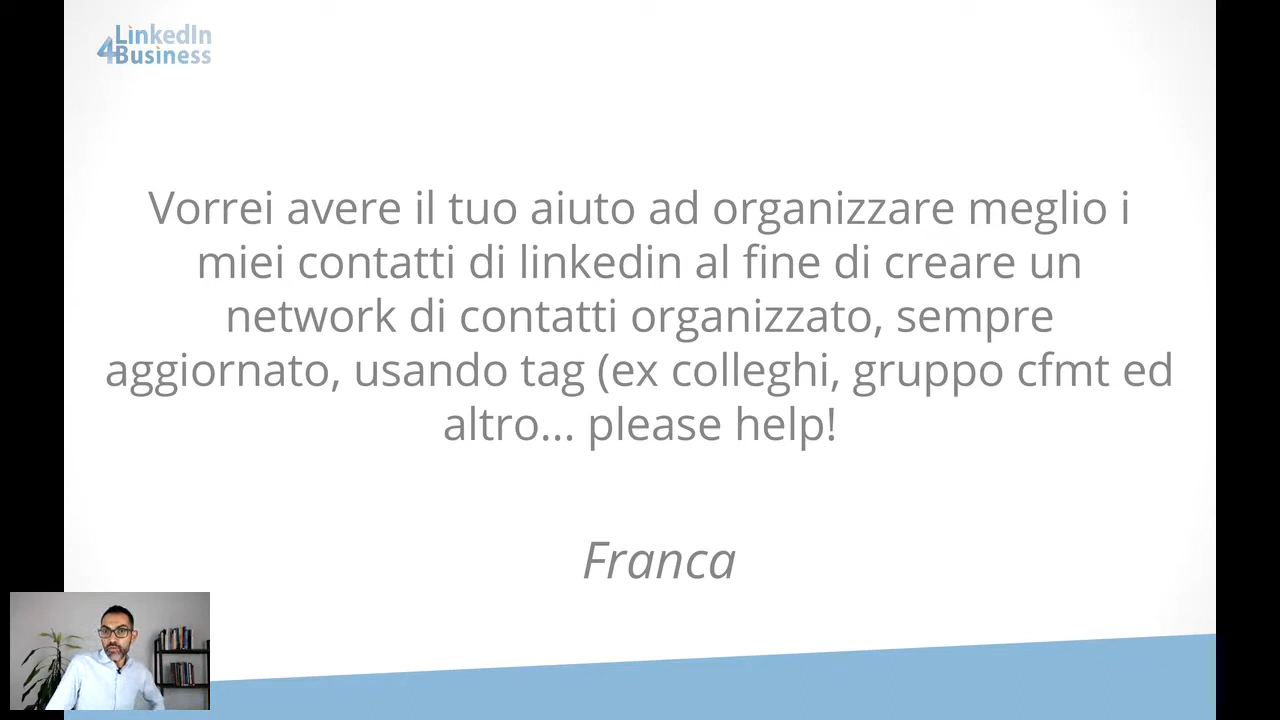 LinkedIn
4Business
Vorrei avere il tuo aiuto ad organizzare meglio i
miei contatti di linkedin al fine di creare un
network di contatti organizzato, sempre
aggiornato, usando tag (ex colleghi, gruppo cfmt ed
altro... please help!
Franca